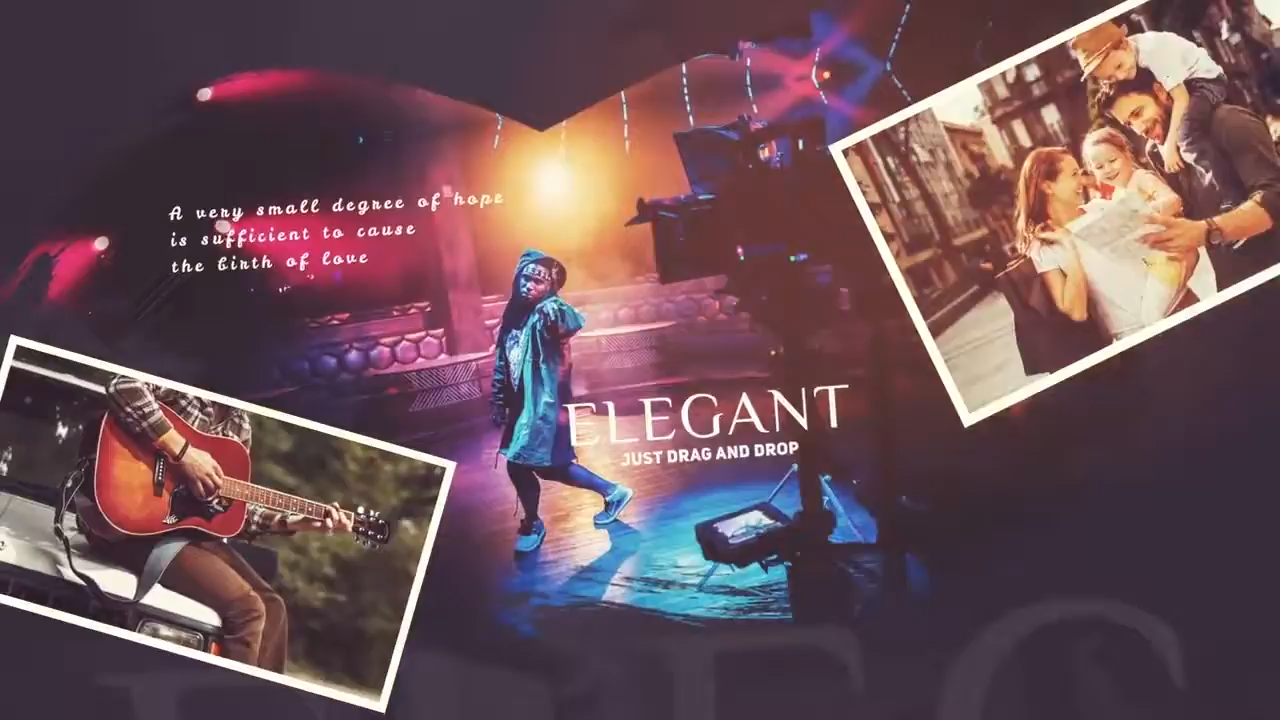 A very small degree of hope
is sufficient to cause
the birth of love
ELEGANT
JUST DRAG AND DROP